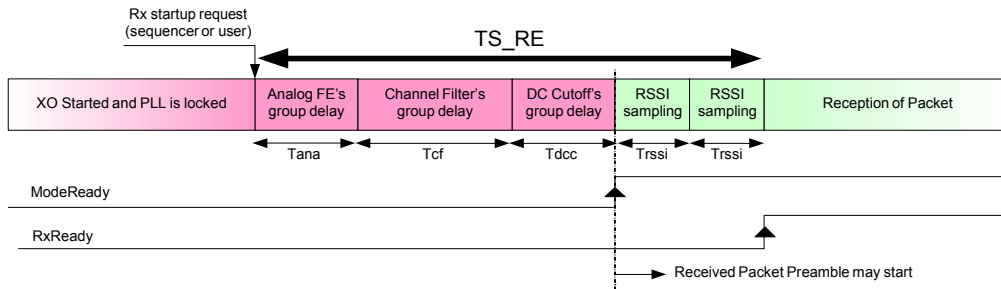 Rx startup request
(sequencer or user)
TS_RE
XO Started and PLL is locked
Analog FE's
group delay
Channel Filter's
group delay
DC Cutoff's
group delay
RSSI
sampling
RSSI
sampling
Reception of Packet
Tana
Tcf
Tdcc
Trssi
Trssi
ModeReady
RxReady
Received Packet Preamble may start